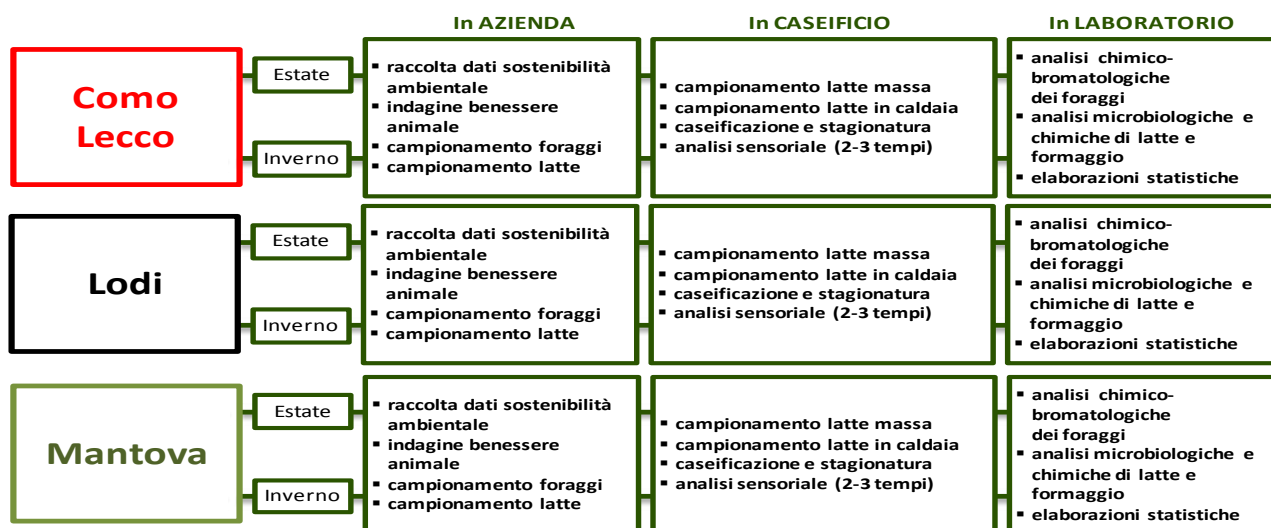 In AZIENDA
In CASEIFICIO
In LABORATORIO
Como
Lecco
Estate
Inverno
▪ raccolta dati sostenibilità
ambientale
▪ indagine benessere
animale
▪ campionamento foraggi
▪ campionamento latte
▪ campionamento latte massa
▪ campionamento latte in caldaia
▪ caseificazione e stagionatura
▪ analisi sensoriale (2-3 tempi)
▪ analisi chimico-
bromatologiche
dei foraggi
▪ analisi microbiologiche e
chimiche di latte e
formaggio
▪ elaborazioni statistiche
Lodi
Estate
Inverno
▪ raccolta dati sostenibilità
ambientale
▪ indagine benessere
animale
▪ campionamento foraggi
▪ campionamento latte
▪ campionamento latte massa
▪ campionamento latte in caldaia
▪ caseificazione e stagionatura
▪ analisi sensoriale (2-3 tempi)
▪ analisi chimico-
bromatologiche
dei foraggi
▪ analisi microbiologiche e
chimiche di latte e
formaggio
▪ elaborazioni statistiche
Mantova
Estate
Inverno
▪ raccolta dati sostenibilità
ambientale
▪ indagine benessere
animale
▪ campionamento foraggi
▪ campionamento latte
▪ campionamento latte massa
▪ campionamento latte in caldaia
▪ caseificazione e stagionatura
▪ analisi sensoriale (2-3 tempi)
▪ analisi chimico-
bromatologiche
dei foraggi
▪ analisi microbiologiche e
chimiche di latte e
formaggio
▪ elaborazioni statistiche